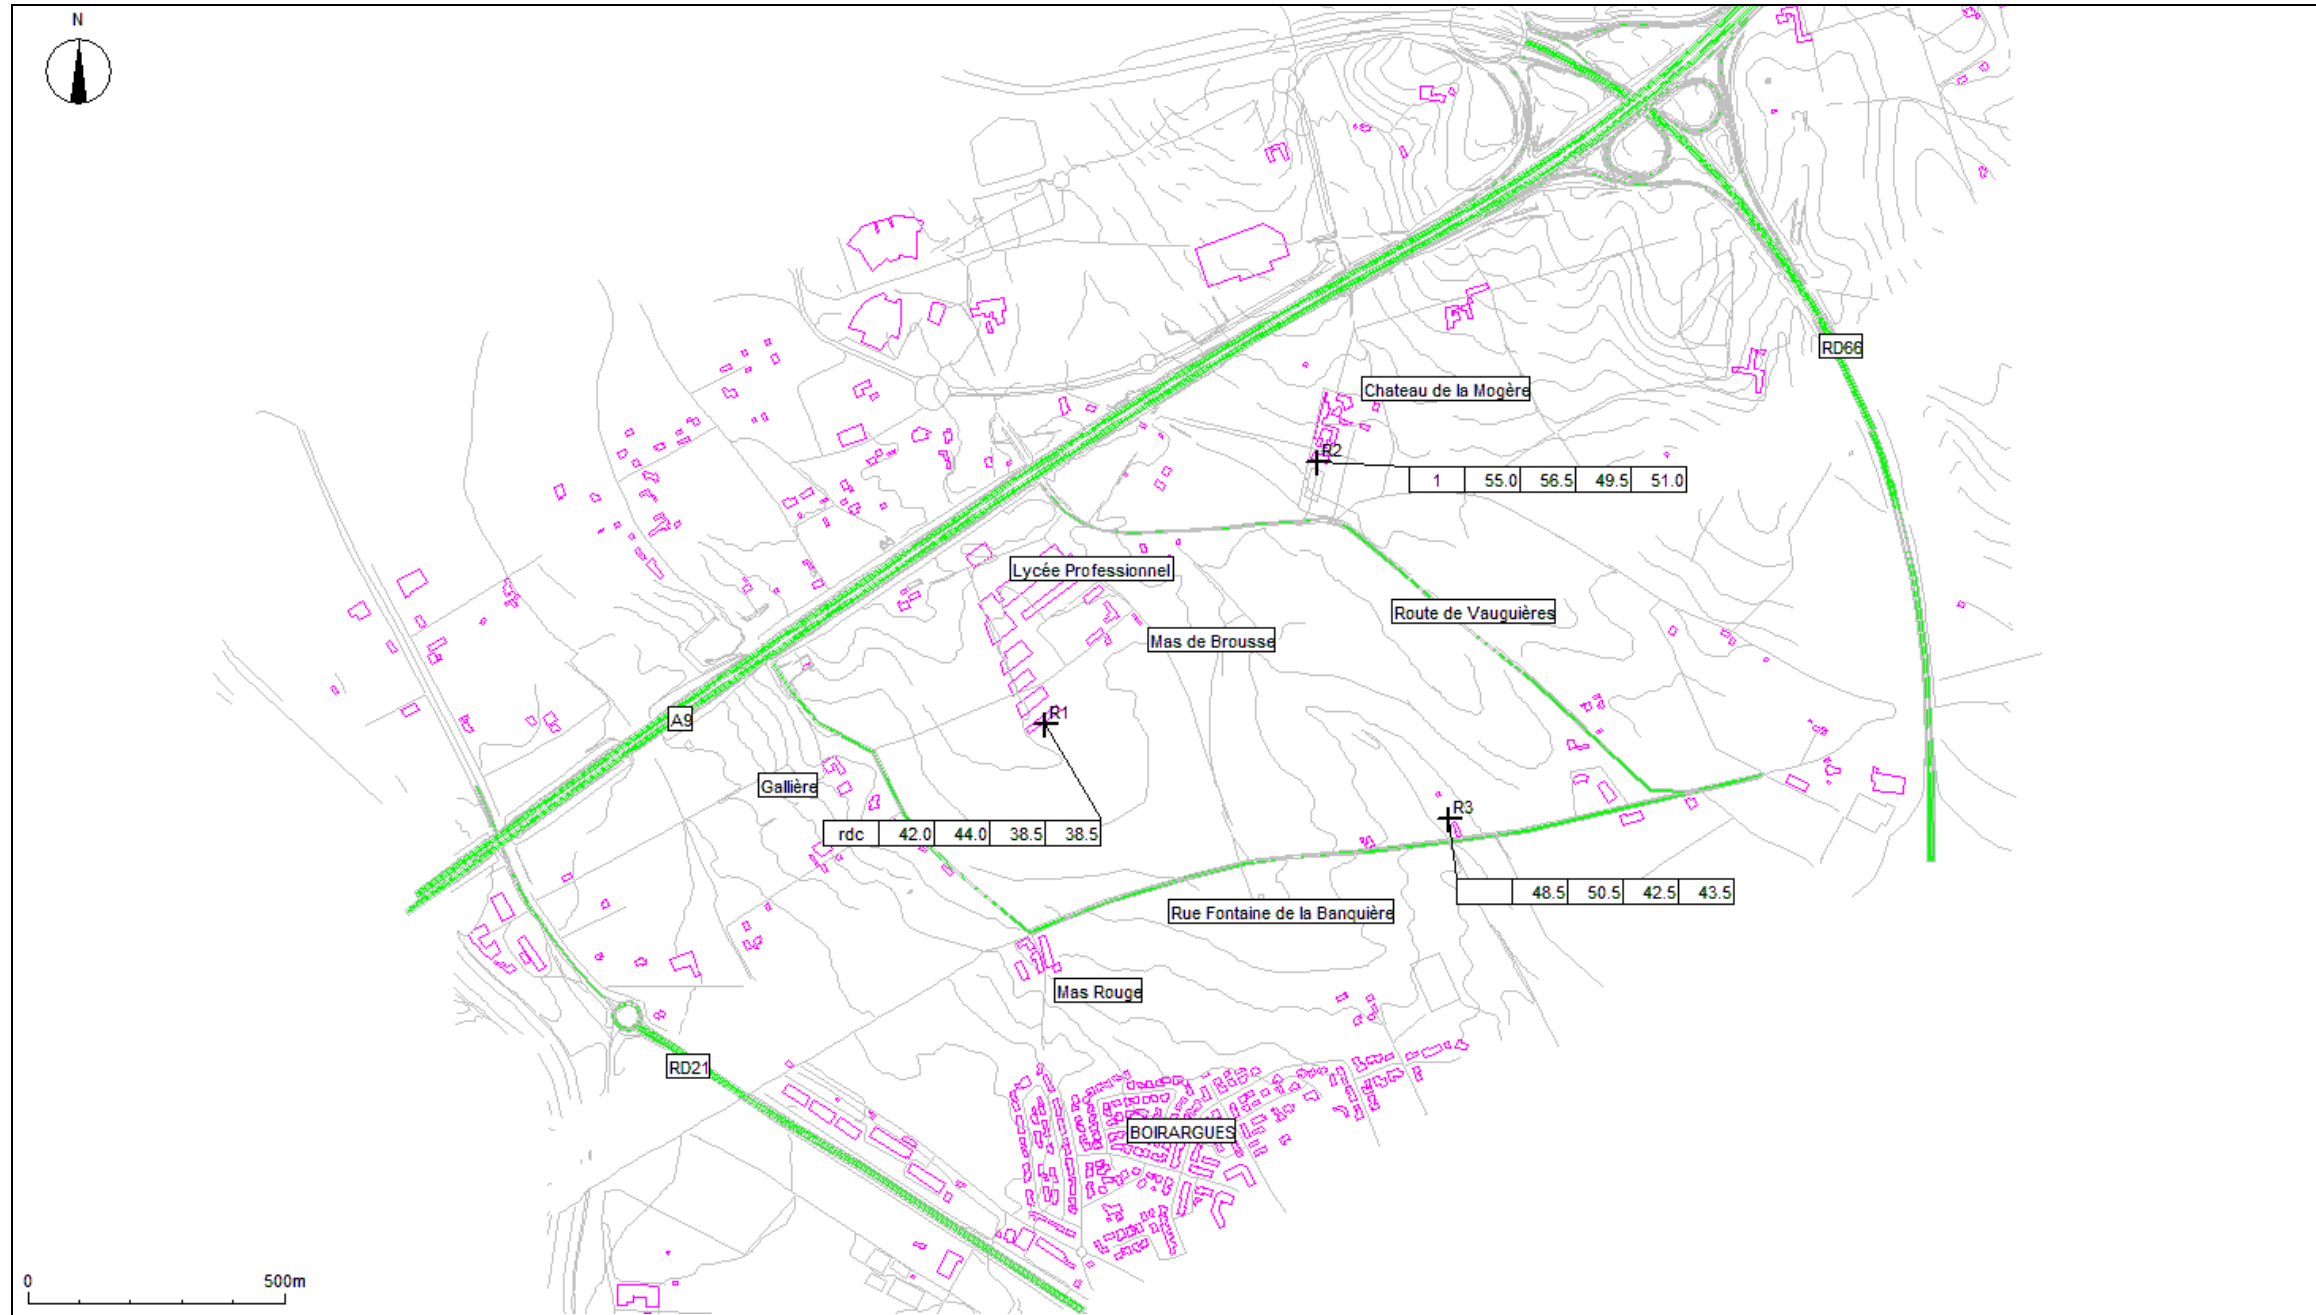 N
RD66
Chateau de la Mogère
R2
1 55.0 56.5 49.5 51.0
Lycée Professionnel
Route de Vauguières
Mas de Brousse
R1
A9
Gallière
R3
rdc 42.0 44.0 38.5 38.5
48.5 50.5 42.5 43.5
Rue Fontaine de la Banquière
Mas Rouge
RD21
BOIRARGUES
0 500m